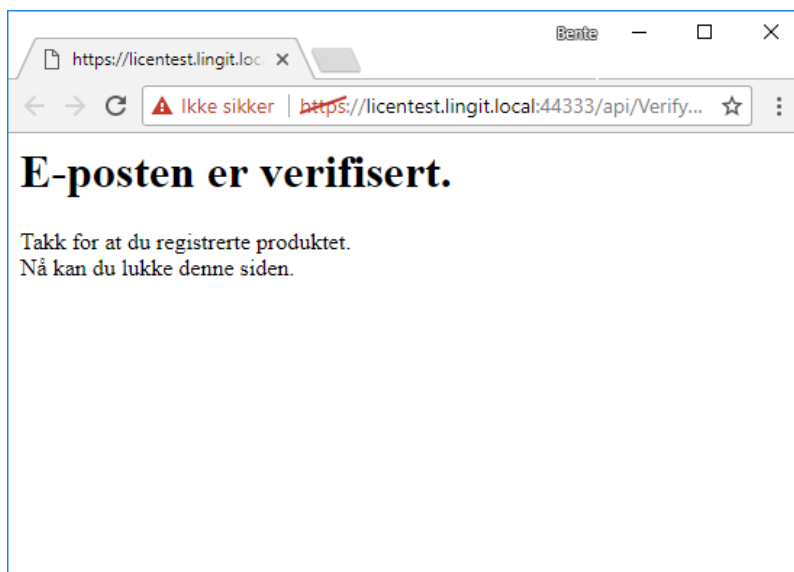 Bente
https://licentest.lingit.loc
Ikke sikker | https://licentest.lingit.local:44333/api/Verify...
E-posten er verifisert.
Takk for at du registrerte produktet.
Nå kan du lukke denne siden.